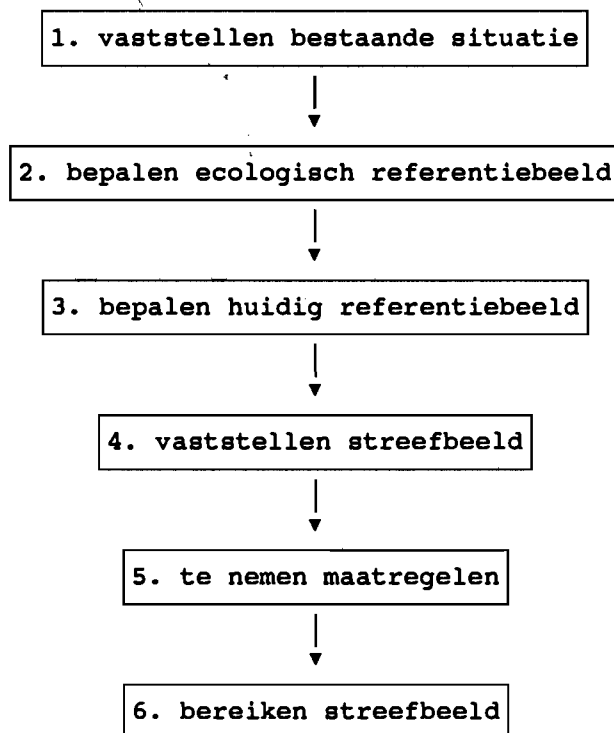 1. vaststellen bestaande situatie
2. bepalen ecologisch referentiebeeld
3. bepalen huidig referentiebeeld
4. vaststellen streefbeeld
5. te nemen maatregelen
6. bereiken streefbeeld